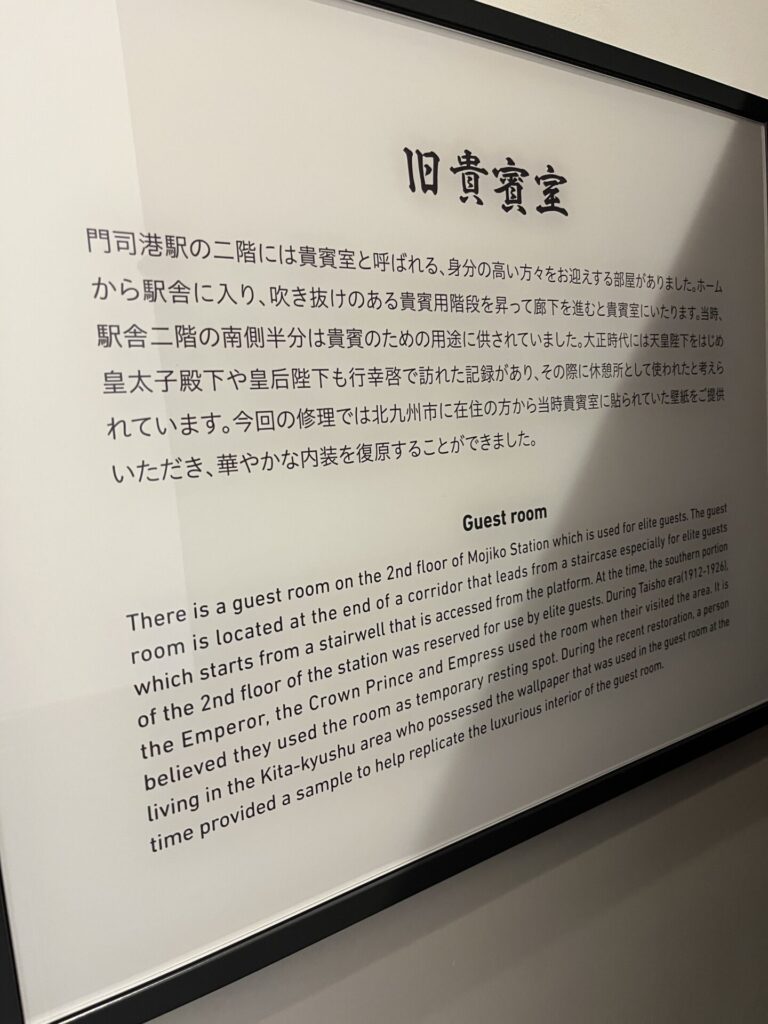 旧貴賓室
門司港駅の二階には貴賓室と呼ばれる、身分の高い方々をお迎えする部屋がありました。ホーム
から駅舎に入り、吹き抜けのある貴賓用階段を昇って廊下を進むと貴賓室にいたります。当時、
駅舎二階の南側半分は貴賓のための用途に供されていました。大正時代には天皇陛下をはじめ
皇太子殿下や皇后陛下も行幸啓で訪れた記録があり、その際に休憩所として使われたと考えら
れています。今回の修理では北九州市に在住の方から当時貴賓室に貼られていた壁紙をご提供
いただき、華やかな内装を復原することができました。
Guest room
There is a guest room on the 2nd floor of Mojiko Station which is used for elite guests. The guest
room is located at the end of a corridor that leads from a staircase especially for elite guests
which starts from a stairwell that is accessed from the platform. At the time, the southern portion
of the 2nd floor of the station was reserved for use by elite guests. During Taisho era(1912-1926),
the Emperor, the Crown Prince and Empress used the room when their visited the area. It is
believed they used the room as temporary resting spot. During the recent restoration, a person
living in the Kita-kyushu area who possessed the wallpaper that was used in the guest room at the
time provided a sample to help replicate the luxurious interior of the guest room.